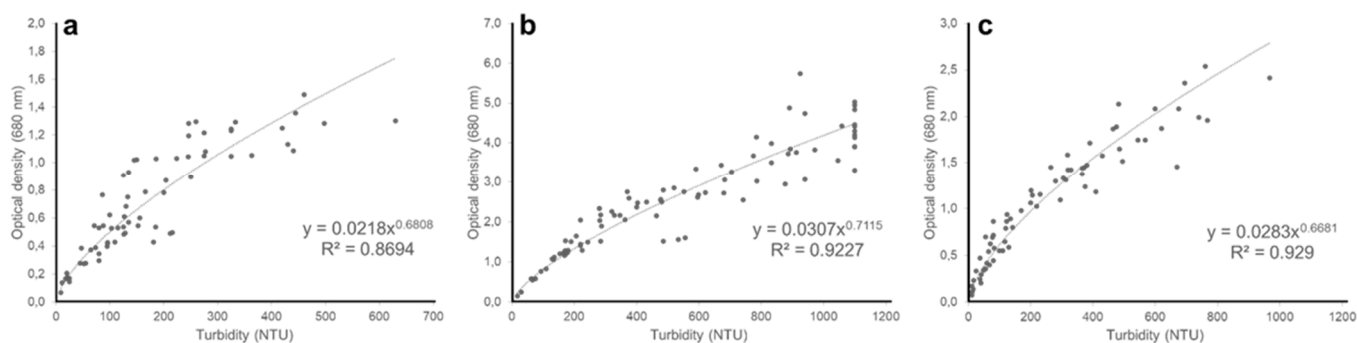 a
2,0
1,8
1,6
1,4
1,2
1,0
0,8
0,6
0,4
0,2
0,0
Optical density (680 nm)
0 100 200 300 400 500 600 700
Turbidity (NTU)
y = 0.0218x^0.6808
R² = 0.8694
b
7,0
6,0
5,0
4,0
3,0
2,0
1,0
0,0
Optical density (680 nm)
0 200 400 600 800 1000 1200
Turbidity (NTU)
y = 0.0307x^0.7115
R² = 0.9227
c
3,0
2,5
2,0
1,5
1,0
0,5
0,0
Optical density (680 nm)
0 200 400 600 800 1000 1200
Turbidity (NTU)
y = 0.0283x^0.6681
R² = 0.929